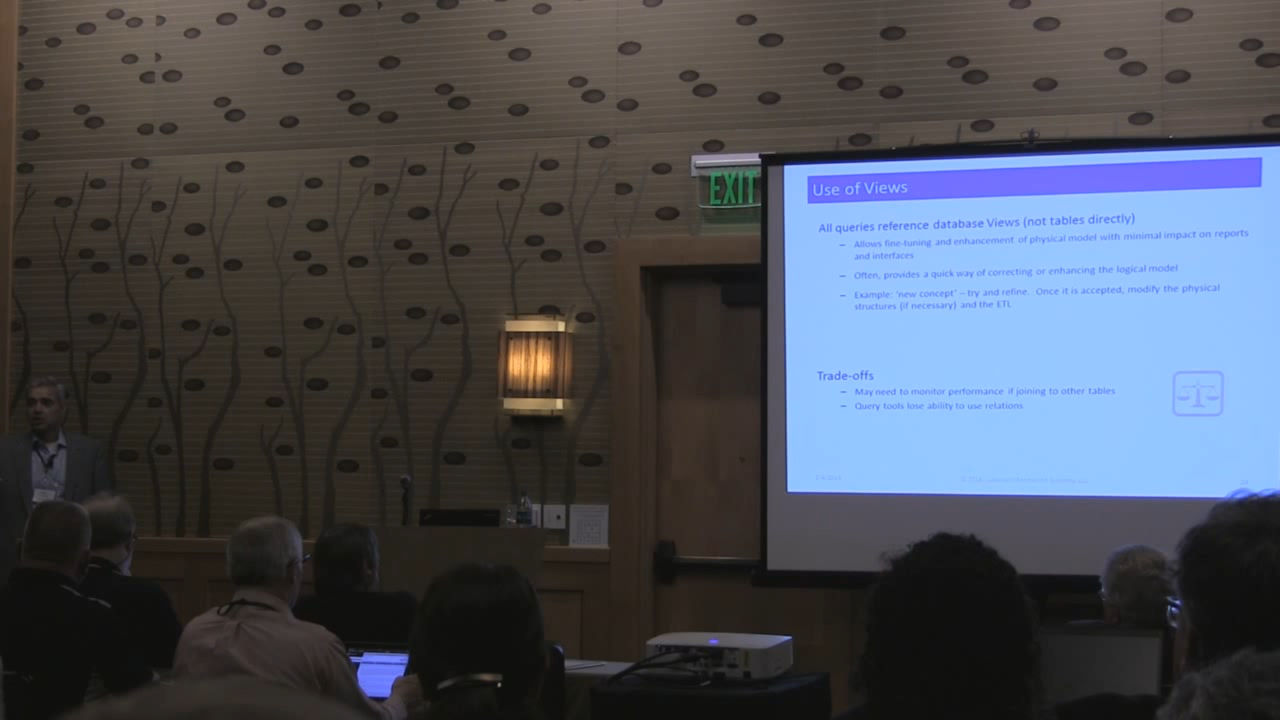 EXIT
Use of Views
All queries reference database Views (not tables directly)
– Allows fine-tuning and enhancement of physical model with minimal impact on reports
and interfaces
– Often, provides a quick way of correcting or enhancing the logical model
– Example: 'new concept' – try and refine. Once it is accepted, modify the physical
structures (if necessary) and the ETL
Trade-offs
– May need to monitor performance if joining to other tables
– Query tools lose ability to use relations